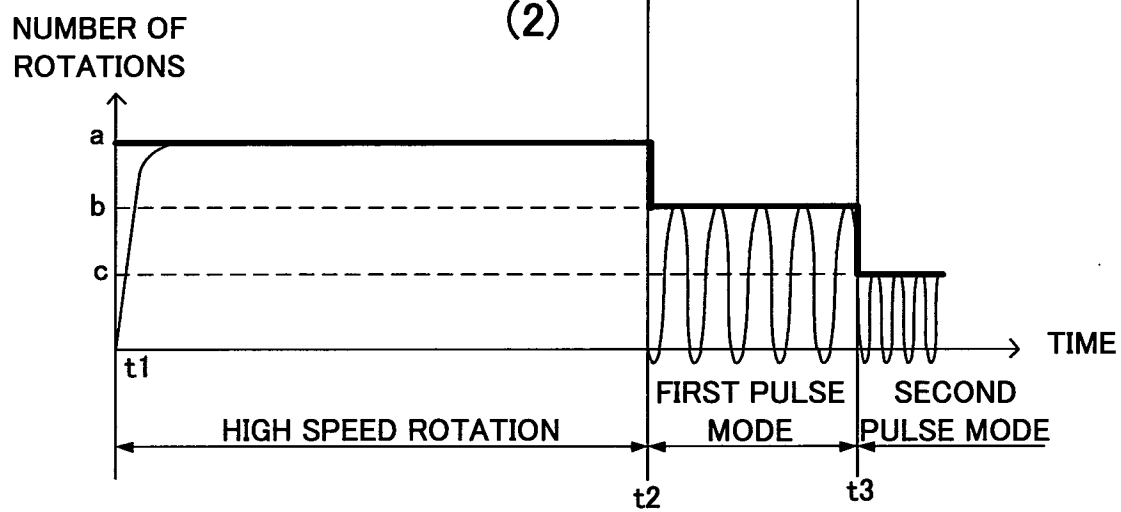 (2)
NUMBER OF
ROTATIONS
a
b
c
t1
TIME
FIRST PULSE
MODE
SECOND
PULSE MODE
HIGH SPEED ROTATION
t2
t3